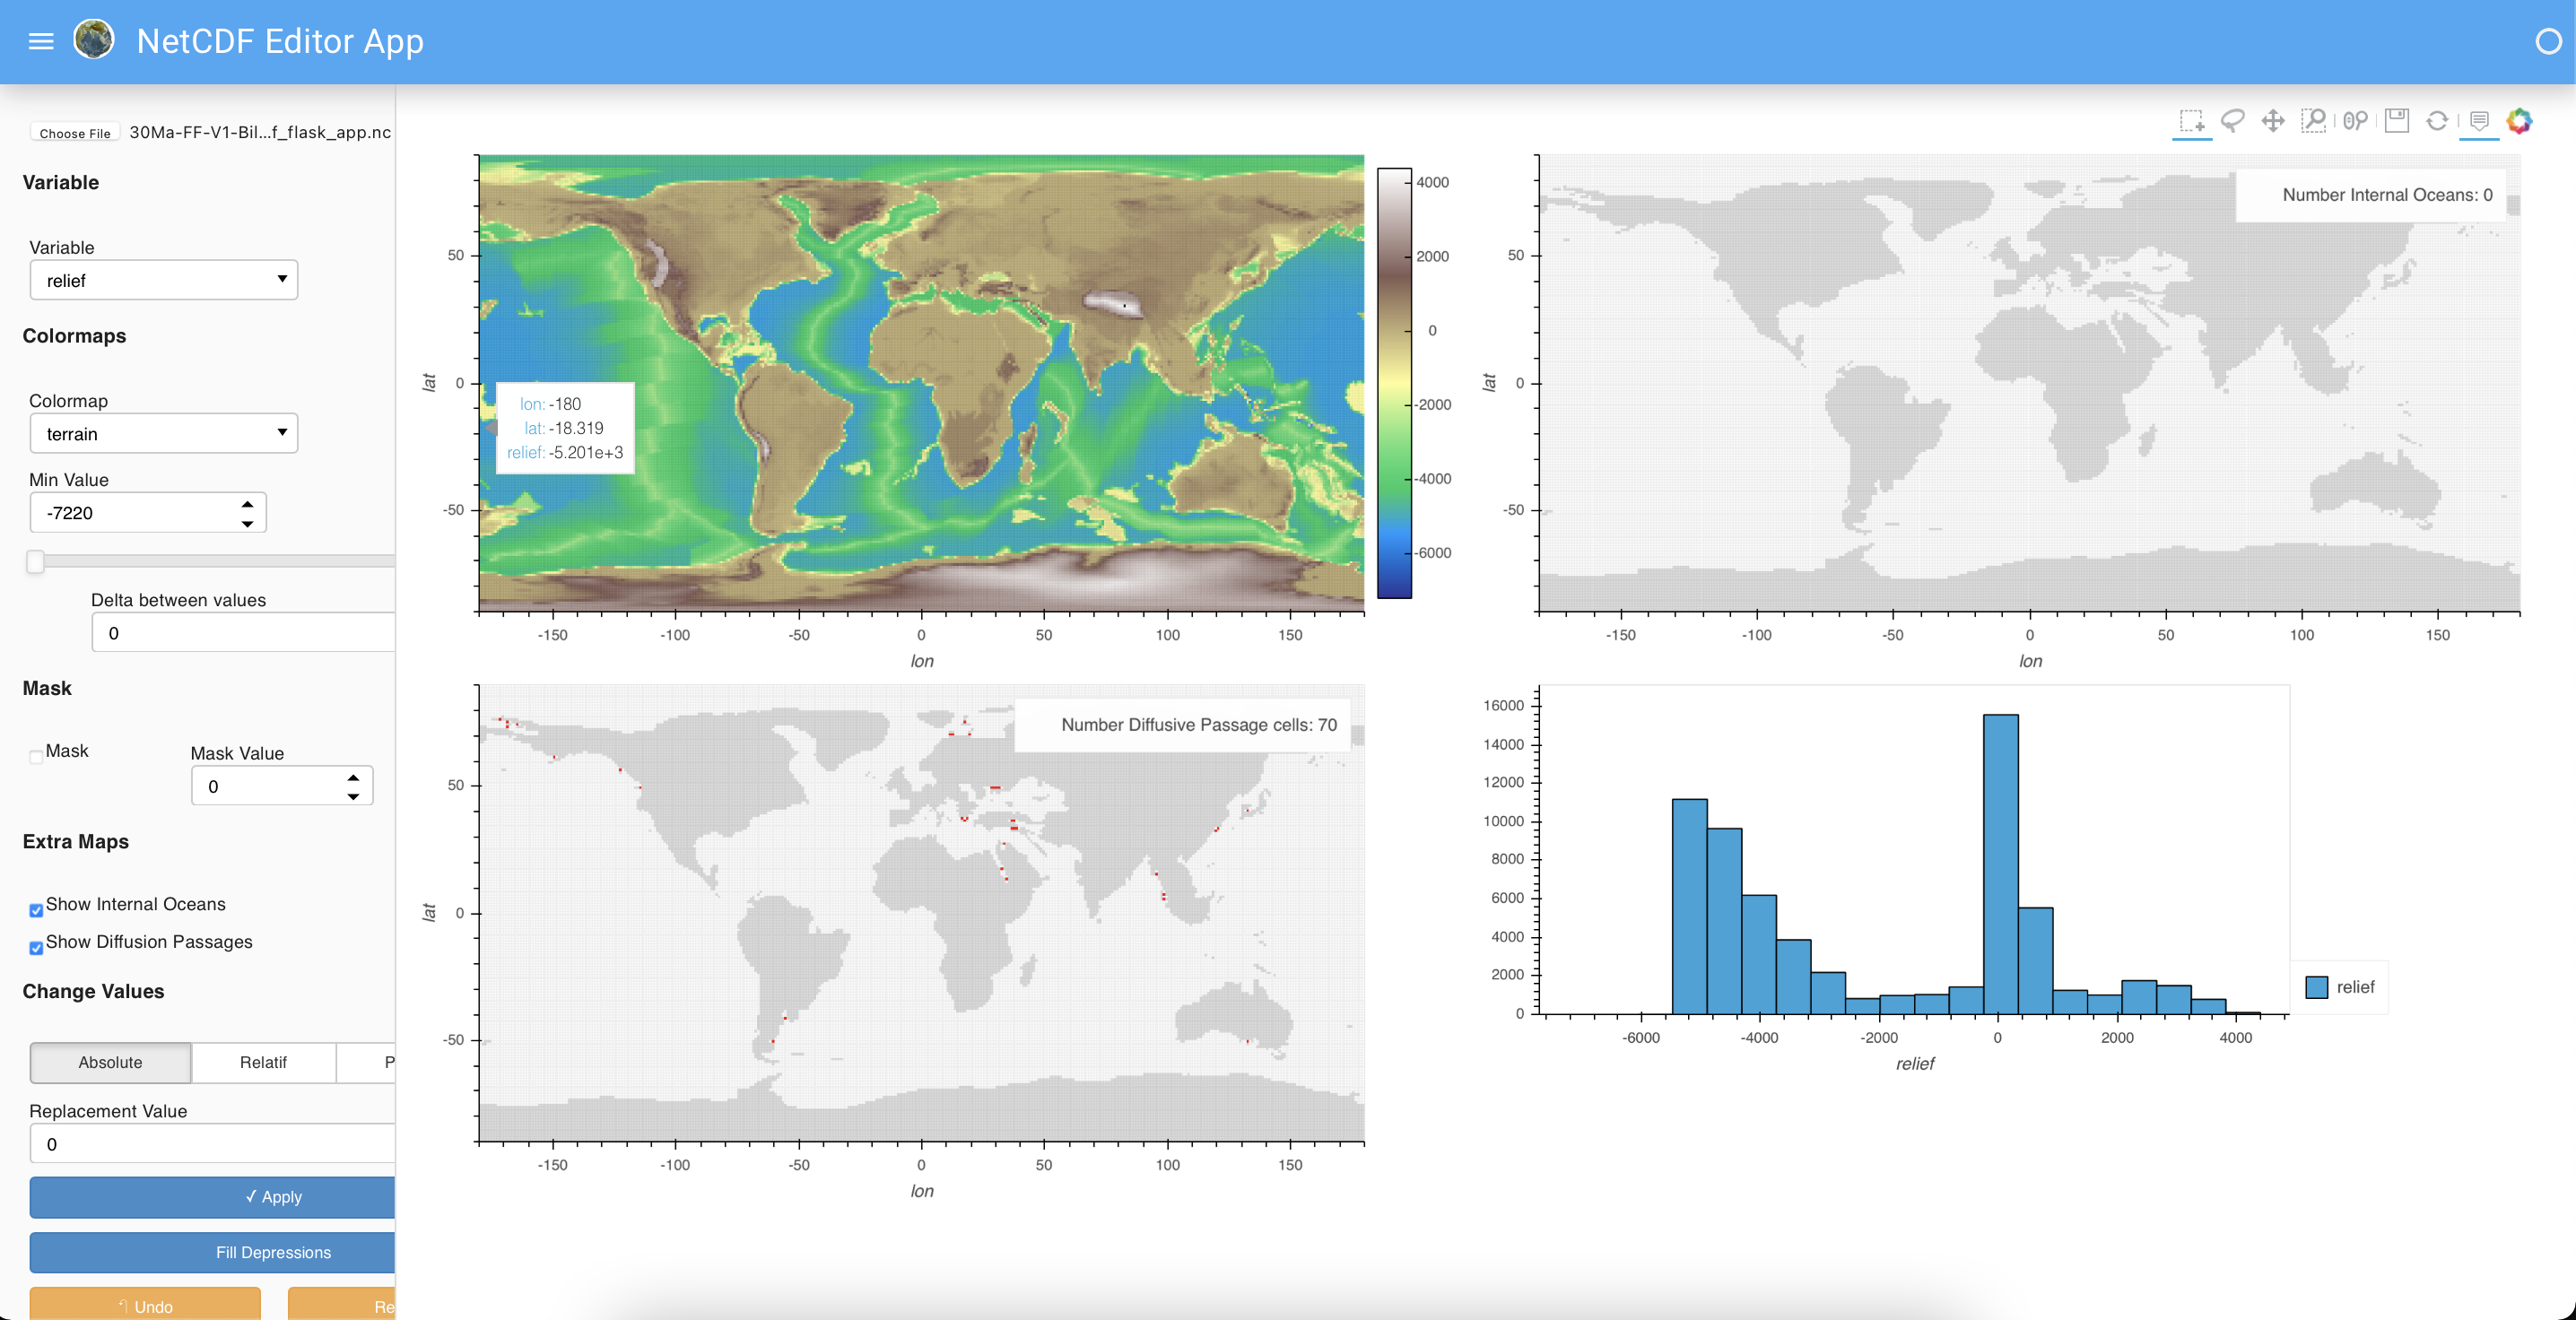 NetCDF Editor App
Choose File 30Ma-FF-V1-Bil...f_flask_app.nc
Variable
Variable
relief
Colormaps
Colormap
terrain
Min Value
-7220
Delta between values
0
Mask
Mask
Mask Value
0
Extra Maps
Show Internal Oceans
Show Diffusion Passages
Change Values
Absolute Relatif P
Replacement Value
0
✓ Apply
Fill Depressions
Undo Re
lat
50
0
-50
-150 -100 -50 0 50 100 150
lon
lon: -180
lat: -18.319
relief: -5.201e+3
4000
2000
0
-2000
-4000
-6000
Number Internal Oceans: 0
lat
50
0
-50
-150 -100 -50 0 50 100 150
lon
Number Diffusive Passage cells: 70
lat
50
0
-50
-150 -100 -50 0 50 100 150
lon
16000
14000
12000
10000
8000
6000
4000
2000
0
-6000 -4000 -2000 0 2000 4000
relief
relief